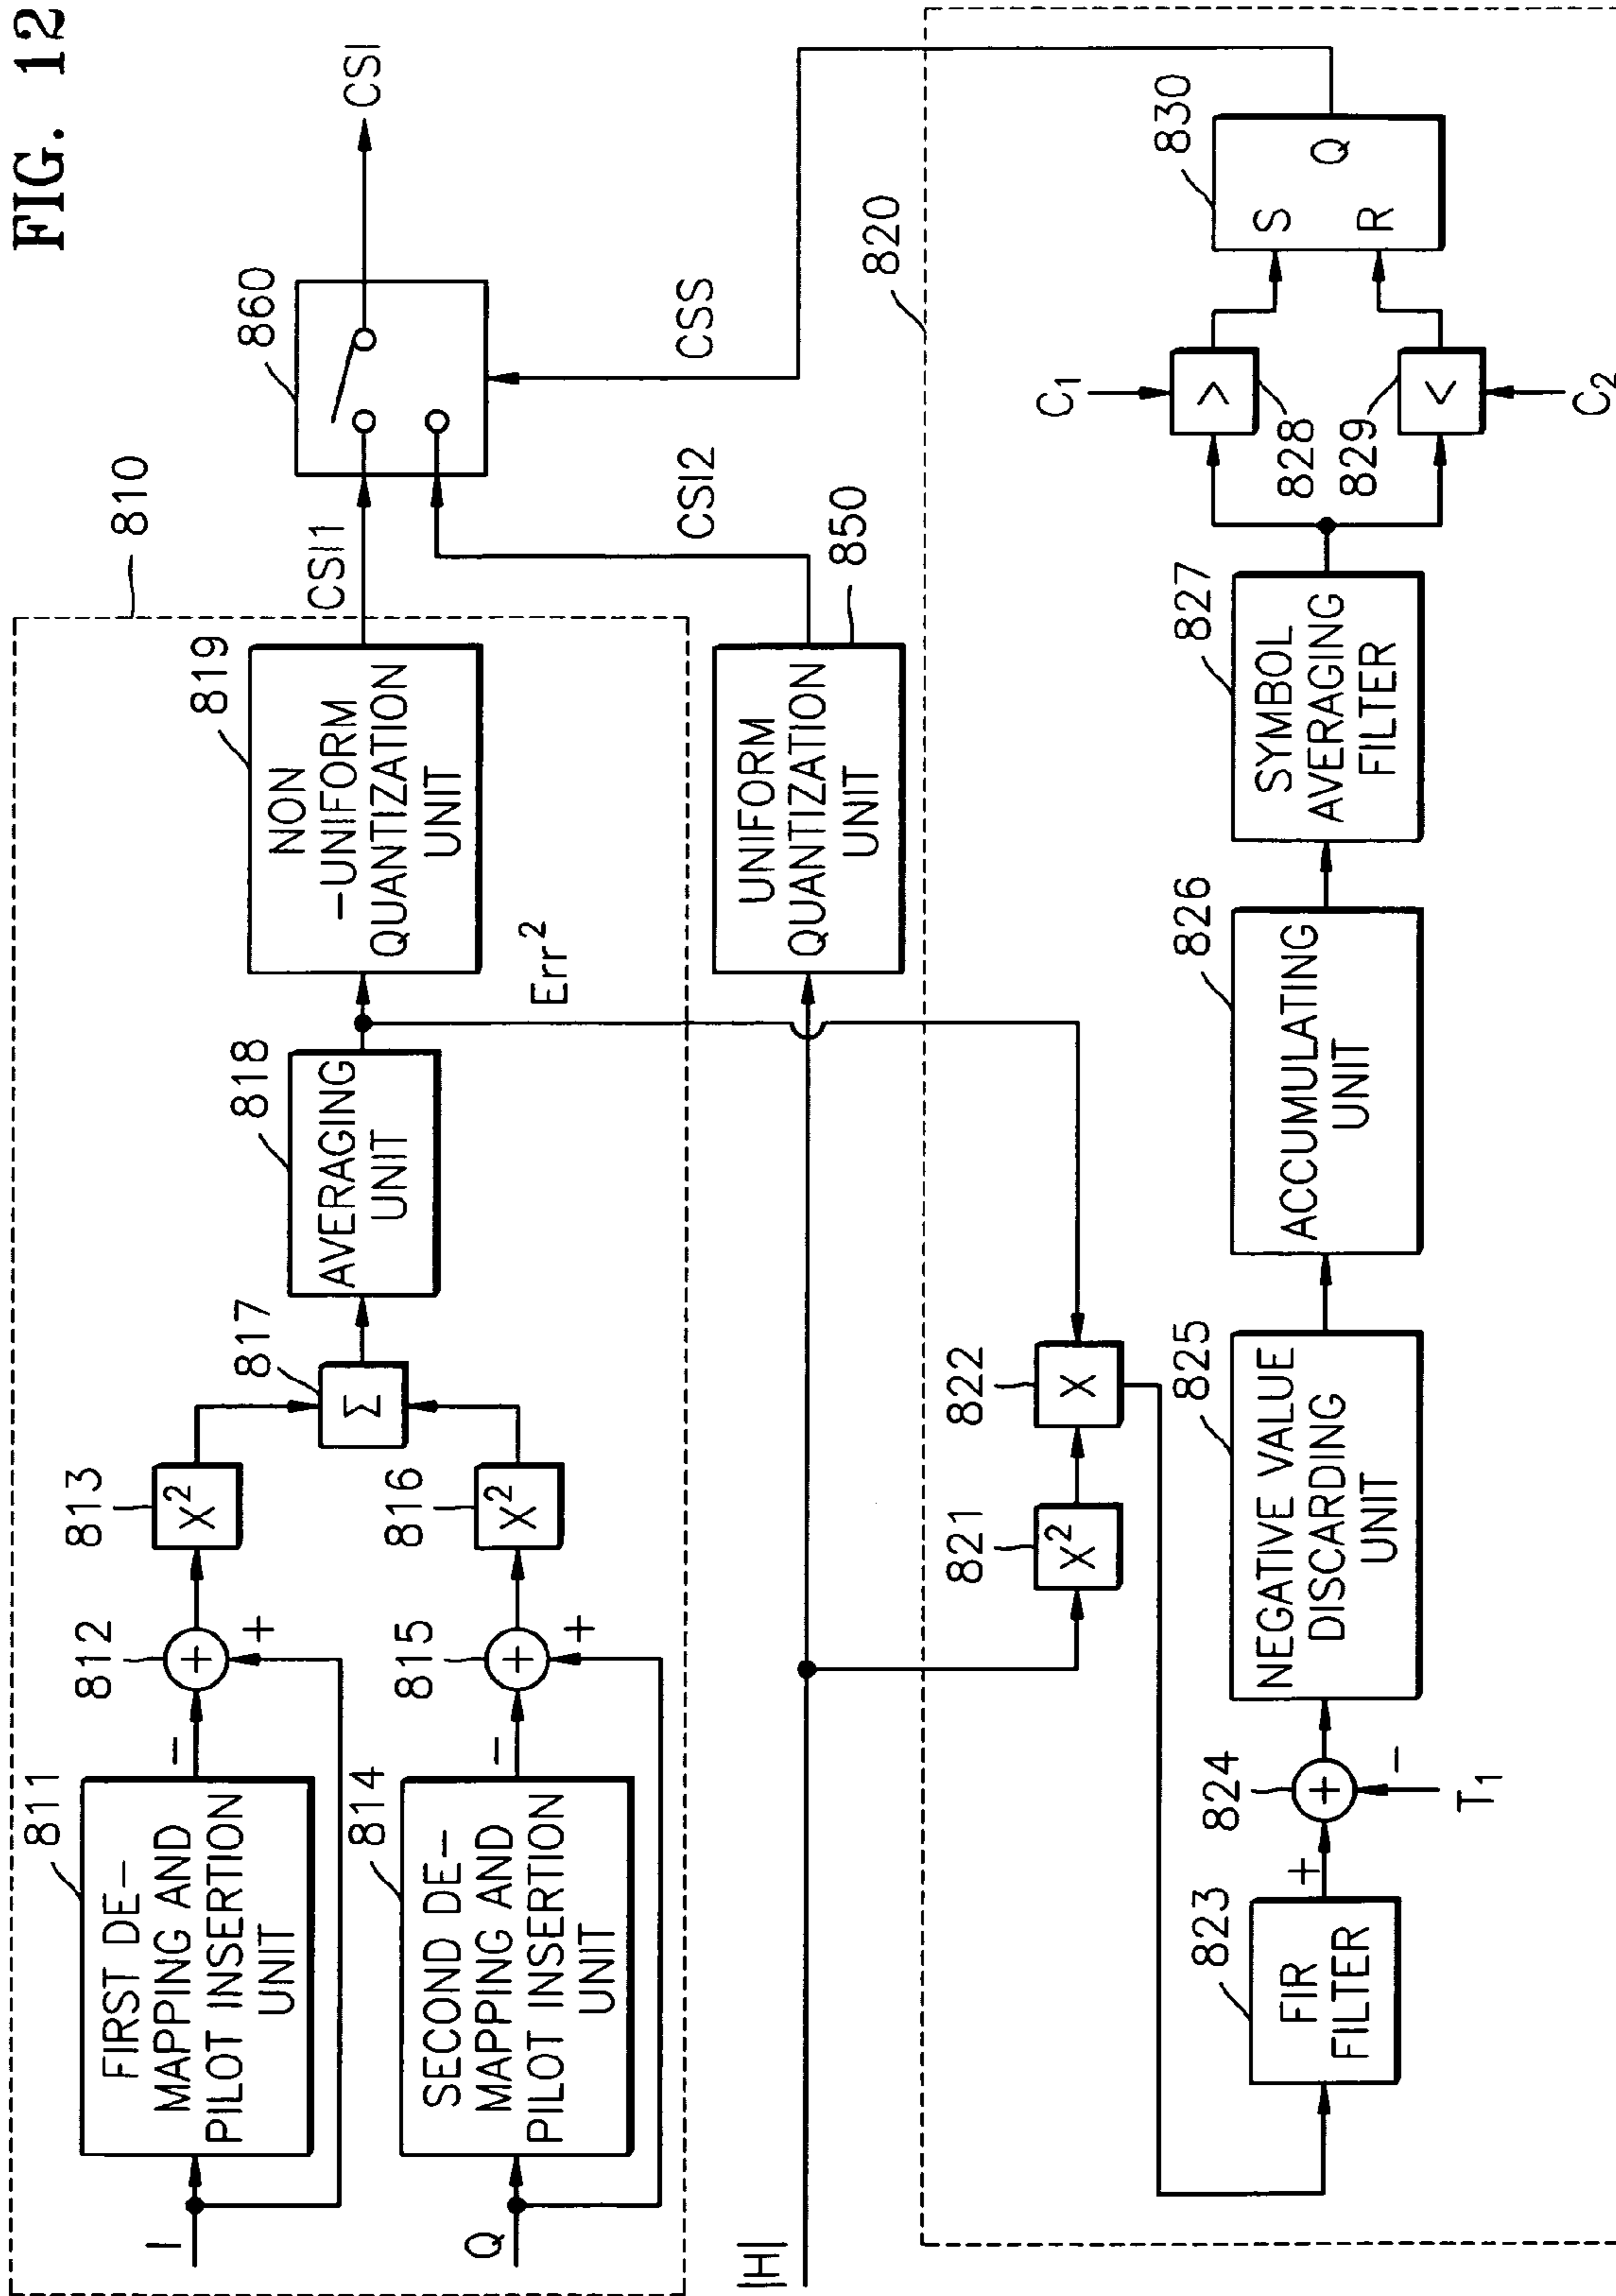 FIG. 12
810
811
FIRST DE-
MAPPING AND
PILOT INSERTION
UNIT
I
−
812
+
+
813
X²
814
SECOND DE-
MAPPING AND
PILOT INSERTION
UNIT
Q
−
815
+
+
816
X²
817
Σ
818
AVERAGING
UNIT
Err²
819
NON
-UNIFORM
QUANTIZATION
UNIT
CSI1
860
CSI
|H|
UNIFORM
QUANTIZATION
UNIT
850
CSI2
CSS
820
821
X²
822
X
823
FIR
FILTER
+
824
+
−
T₁
825
NEGATIVE VALUE
DISCARDING
UNIT
826
ACCUMULATING
UNIT
827
SYMBOL
AVERAGING
FILTER
C₁
>
828
829
<
C₂
830
S
Q
R